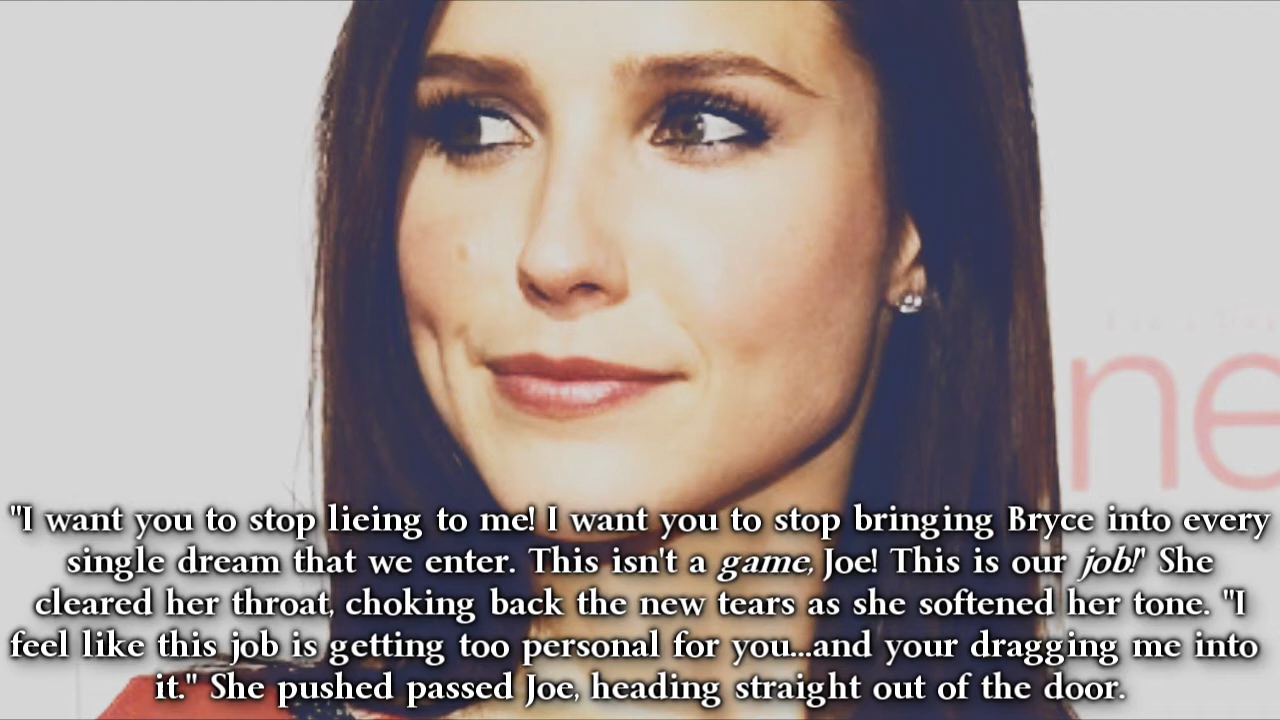 ne
"I want you to stop lieing to me! I want you to stop bringing Bryce into every
single dream that we enter. This isn't a game, Joe! This is our job!" She
cleared her throat, choking back the new tears as she softened her tone. "I
feel like this job is getting too personal for you...and your dragging me into
it." She pushed passed Joe, heading straight out of the door.